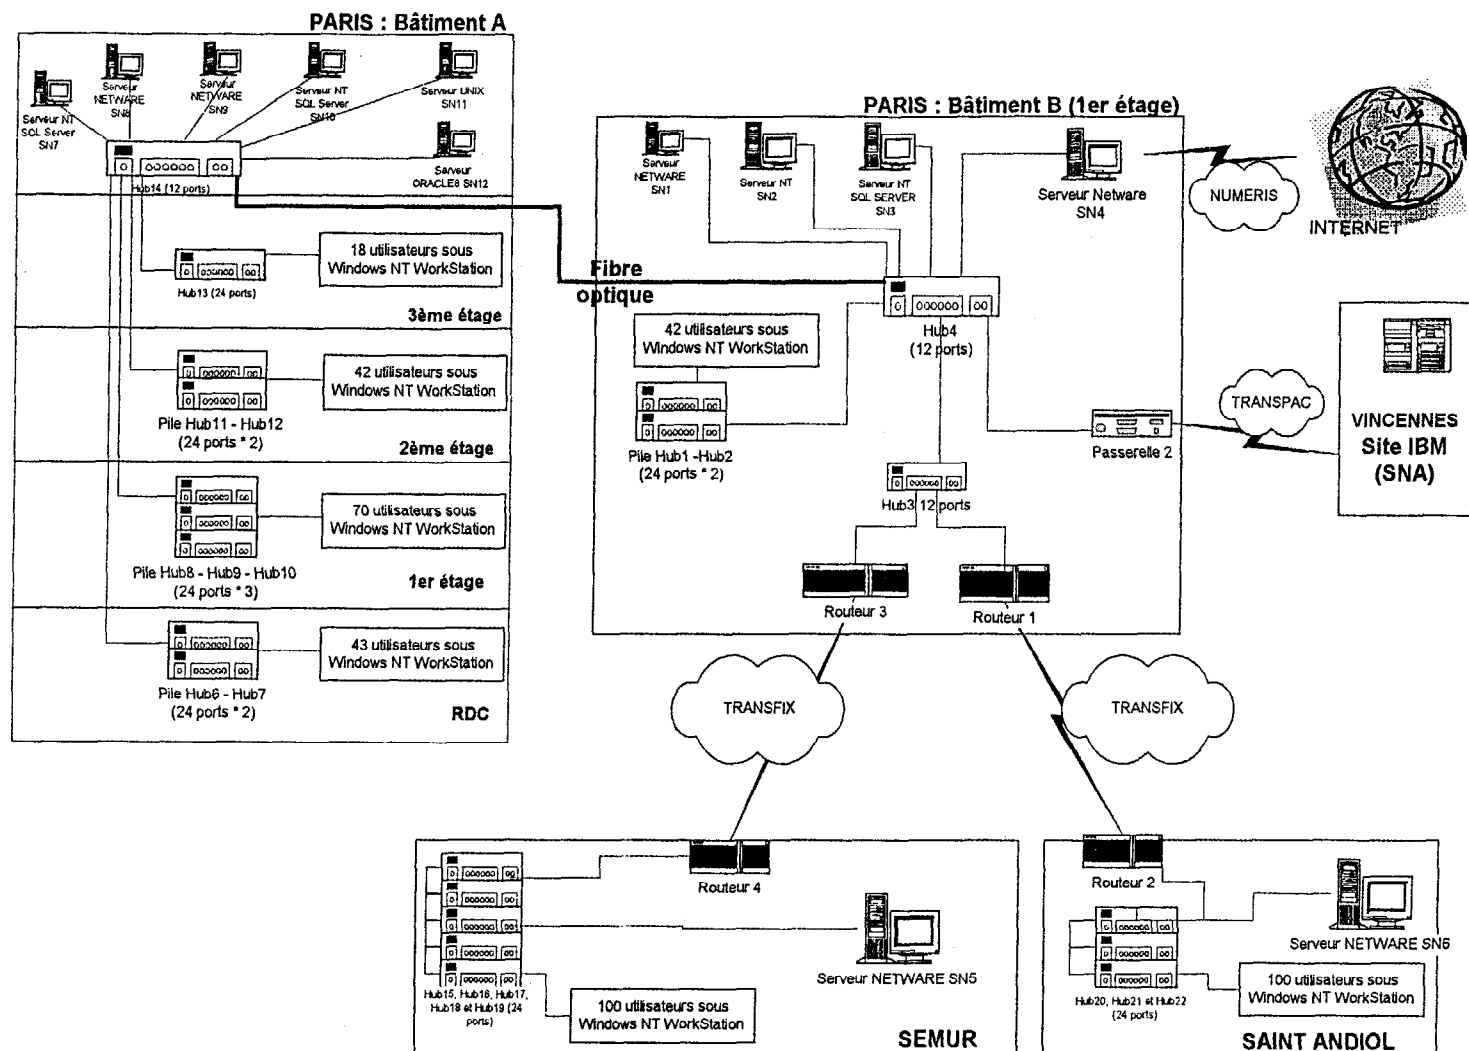 PARIS : Bâtiment A
Serveur NT
SQL Server
SN7
Serveur
NETWARE
SN8
Serveur
NETWARE
SN9
Serveur NT
SQL Server
SN10
Serveur UNIX
SN11
Serveur
ORACLE8 SN12
Hub14 (12 ports)
18 utilisateurs sous
Windows NT WorkStation
Hub13 (24 ports)
3ème étage
42 utilisateurs sous
Windows NT WorkStation
Pile Hub11 - Hub12
(24 ports * 2)
2ème étage
70 utilisateurs sous
Windows NT WorkStation
Pile Hub8 - Hub9 - Hub10
(24 ports * 3)
1er étage
43 utilisateurs sous
Windows NT WorkStation
Pile Hub6 - Hub7
(24 ports * 2)
RDC
Fibre
optique
PARIS : Bâtiment B (1er étage)
Serveur
NETWARE
SN1
Serveur NT
SN2
Serveur NT
SQL SERVER
SN3
Serveur Netware
SN4
Hub4
(12 ports)
42 utilisateurs sous
Windows NT WorkStation
Pile Hub1 -Hub2
(24 ports * 2)
Hub3 12 ports
Passerelle 2
Routeur 3
Routeur 1
NUMERIS
INTERNET
TRANSPAC
VINCENNES
Site IBM
(SNA)
TRANSFIX
TRANSFIX
Routeur 4
Serveur NETWARE SN5
Hub15, Hub16, Hub17,
Hub18 et Hub19 (24
ports)
100 utilisateurs sous
Windows NT WorkStation
SEMUR
Routeur 2
Serveur NETWARE SN6
Hub20, Hub21 et Hub22
(24 ports)
100 utilisateurs sous
Windows NT WorkStation
SAINT ANDIOL